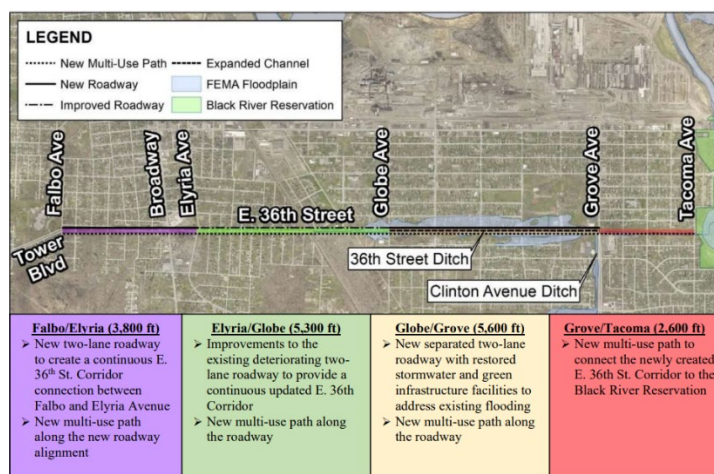 LEGEND
New Multi-Use Path
Expanded Channel
New Roadway
FEMA Floodplain
Improved Roadway
Black River Reservation
Falbo Ave
Broadway
Elyria Ave
Globe Ave
Grove Ave
Tacoma Ave
E. 36th Street
Tower
Blvd
36th Street Ditch
Clinton Avenue Ditch
Falbo/Elyria (3,800 ft)
➤ New two-lane roadway
to create a continuous E.
36th St. Corridor
connection between
Falbo and Elyria Avenue
➤ New multi-use path
along the new roadway
alignment
Elyria/Globe (5,300 ft)
➤ Improvements to the
existing deteriorating two-
lane roadway to provide a
continuous updated E. 36th
Corridor
➤ New multi-use path along
the roadway
Globe/Grove (5,600 ft)
➤ New separated two-lane
roadway with restored
stormwater and green
infrastructure facilities to
address existing flooding
➤ New multi-use path along
the roadway
Grove/Tacoma (2,600 ft)
➤ New multi-use path to
connect the newly created
E. 36th St. Corridor to the
Black River Reservation